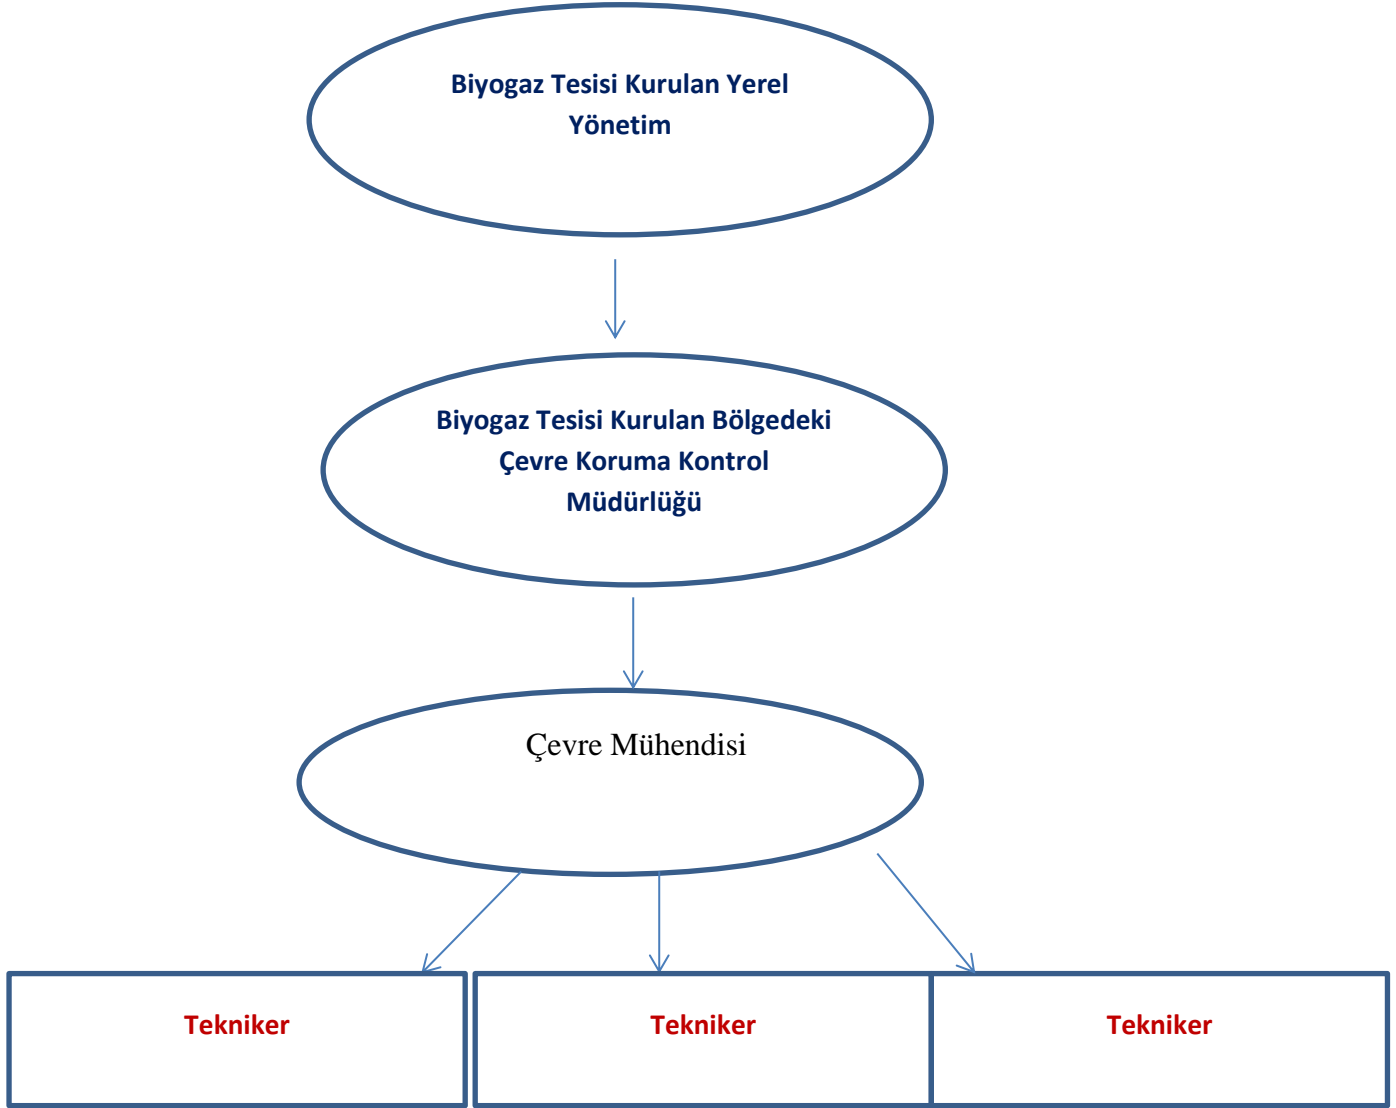 Biyogaz Tesisi Kurulan Yerel
Yönetim
Biyogaz Tesisi Kurulan Bölgedeki
Çevre Koruma Kontrol
Müdürlüğü
Çevre Mühendisi
Tekniker
Tekniker
Tekniker